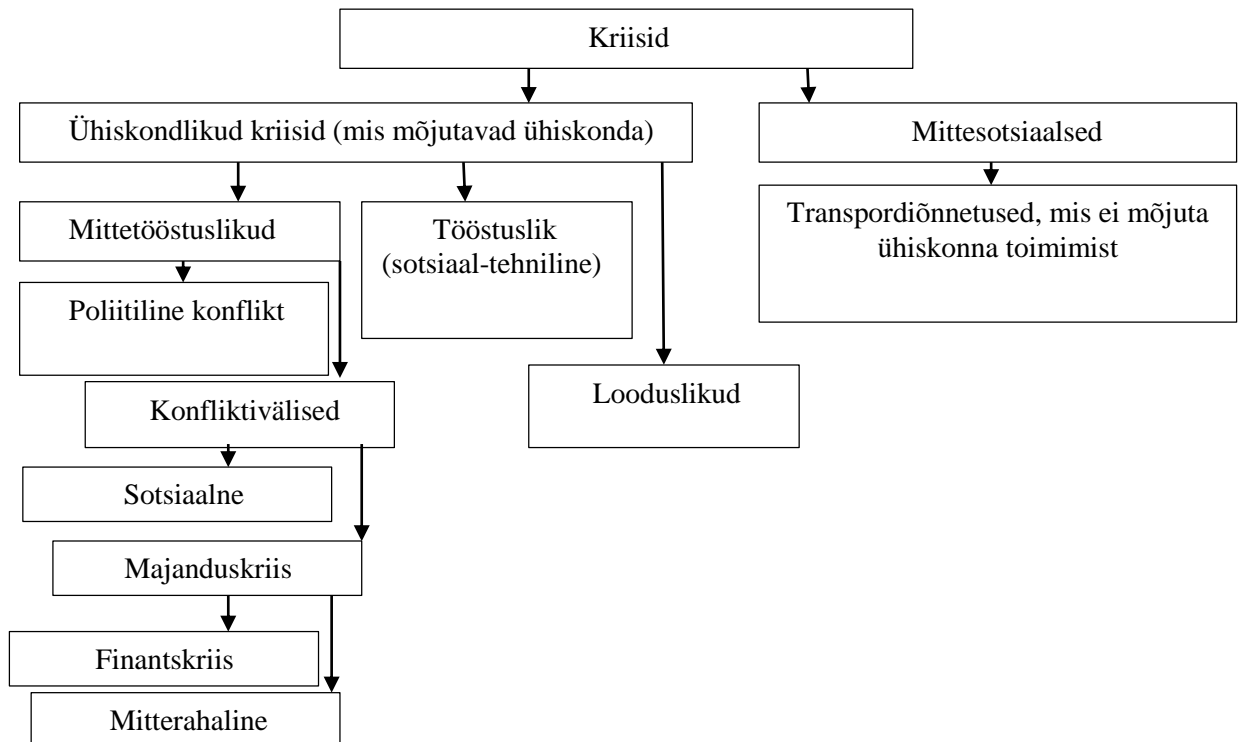 Kriisid
Ühiskondlikud kriisid (mis mõjutavad ühiskonda)
Mittesotsiaalsed
Mittetööstuslikud
Tööstuslik
(sotsiaal-tehniline)
Transpordiõnnetused, mis ei mõjuta
ühiskonna toimimist
Poliitiline konflikt
Konfliktivälised
Looduslikud
Sotsiaalne
Majanduskriis
Finantskriis
Mitterahaline